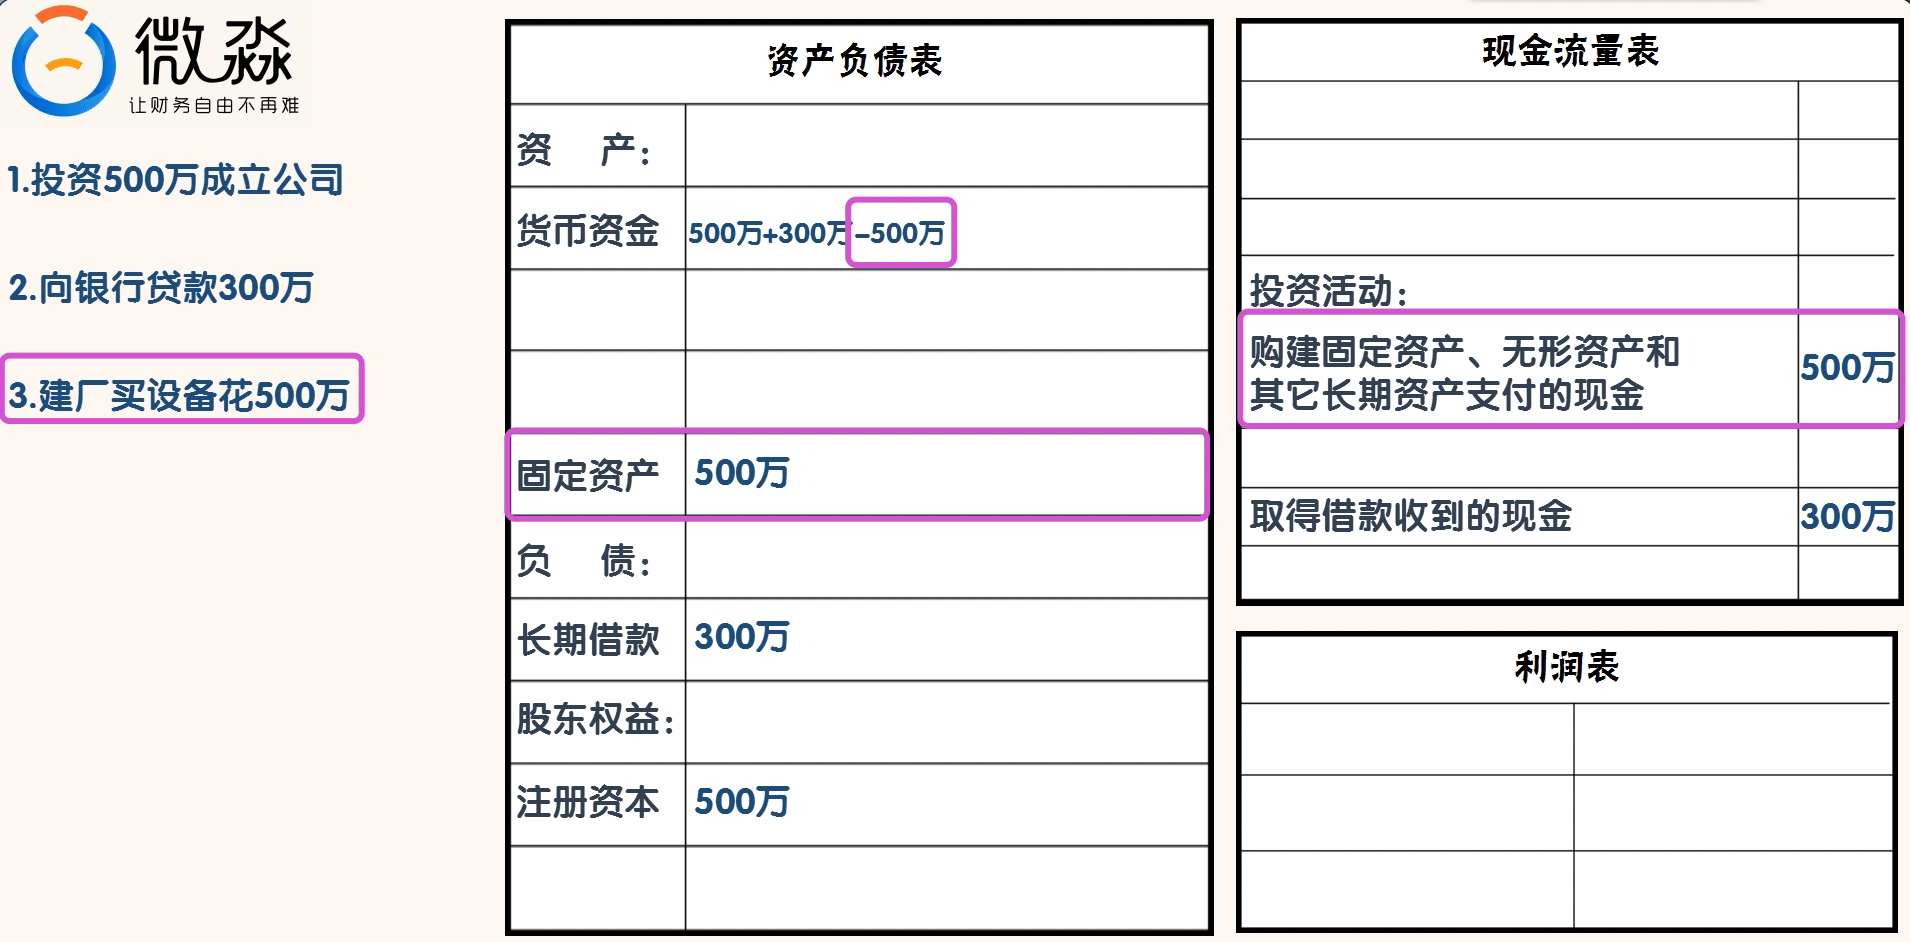 微淼
让财务自由不再难
1.投资500万成立公司
2.向银行贷款300万
3.建厂买设备花500万
资产负债表
资 产：
货币资金 500万+300万-500万
固定资产 500万
负 债：
长期借款 300万
股东权益：
注册资本 500万
现金流量表
投资活动：
购建固定资产、无形资产和
其它长期资产支付的现金 500万
取得借款收到的现金 300万
利润表